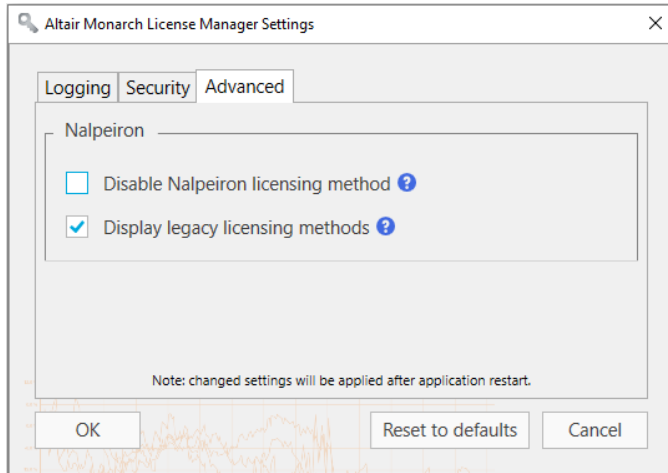 Altair Monarch License Manager Settings
Logging Security Advanced
Nalpeiron
Disable Nalpeiron licensing method ?
Display legacy licensing methods ?
Note: changed settings will be applied after application restart.
OK Reset to defaults Cancel